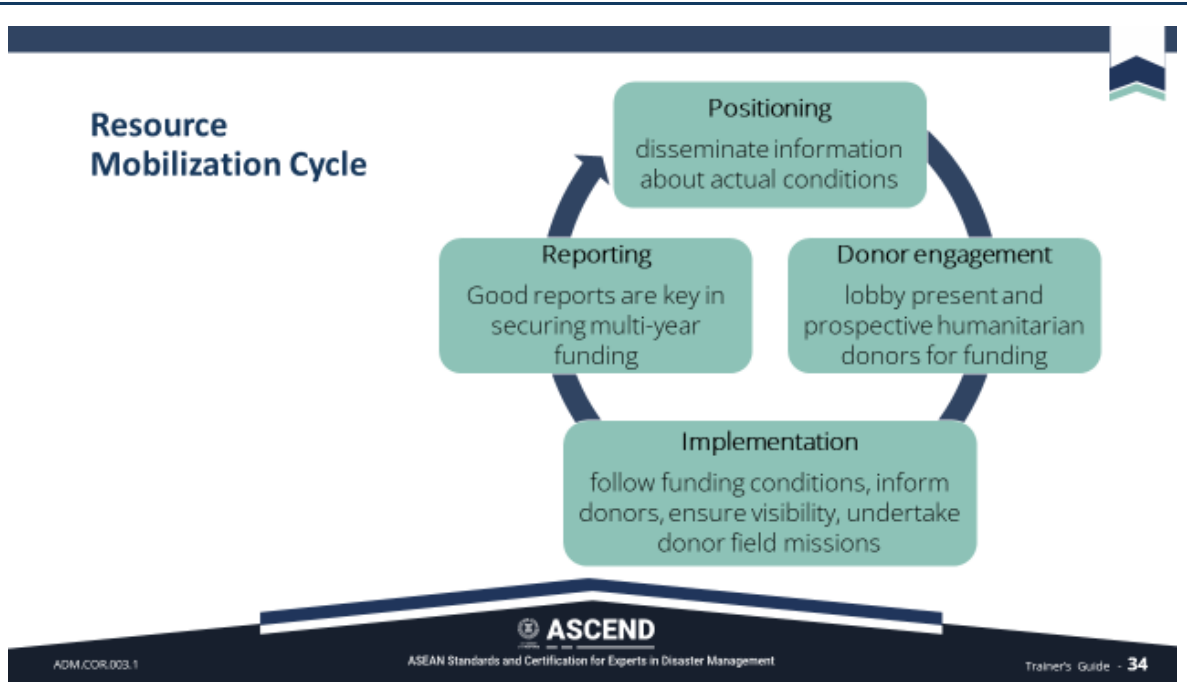 Resource
Mobilization Cycle
Positioning
disseminate information
about actual conditions
Donor engagement
lobby present and
prospective humanitarian
donors for funding
Implementation
follow funding conditions, inform
donors, ensure visibility, undertake
donor field missions
Reporting
Good reports are key in
securing multi-year
funding
ASCEND
ASEAN Standards and Certification for Experts in Disaster Management
ADM.COR.003.1
Trainer's Guide - 34